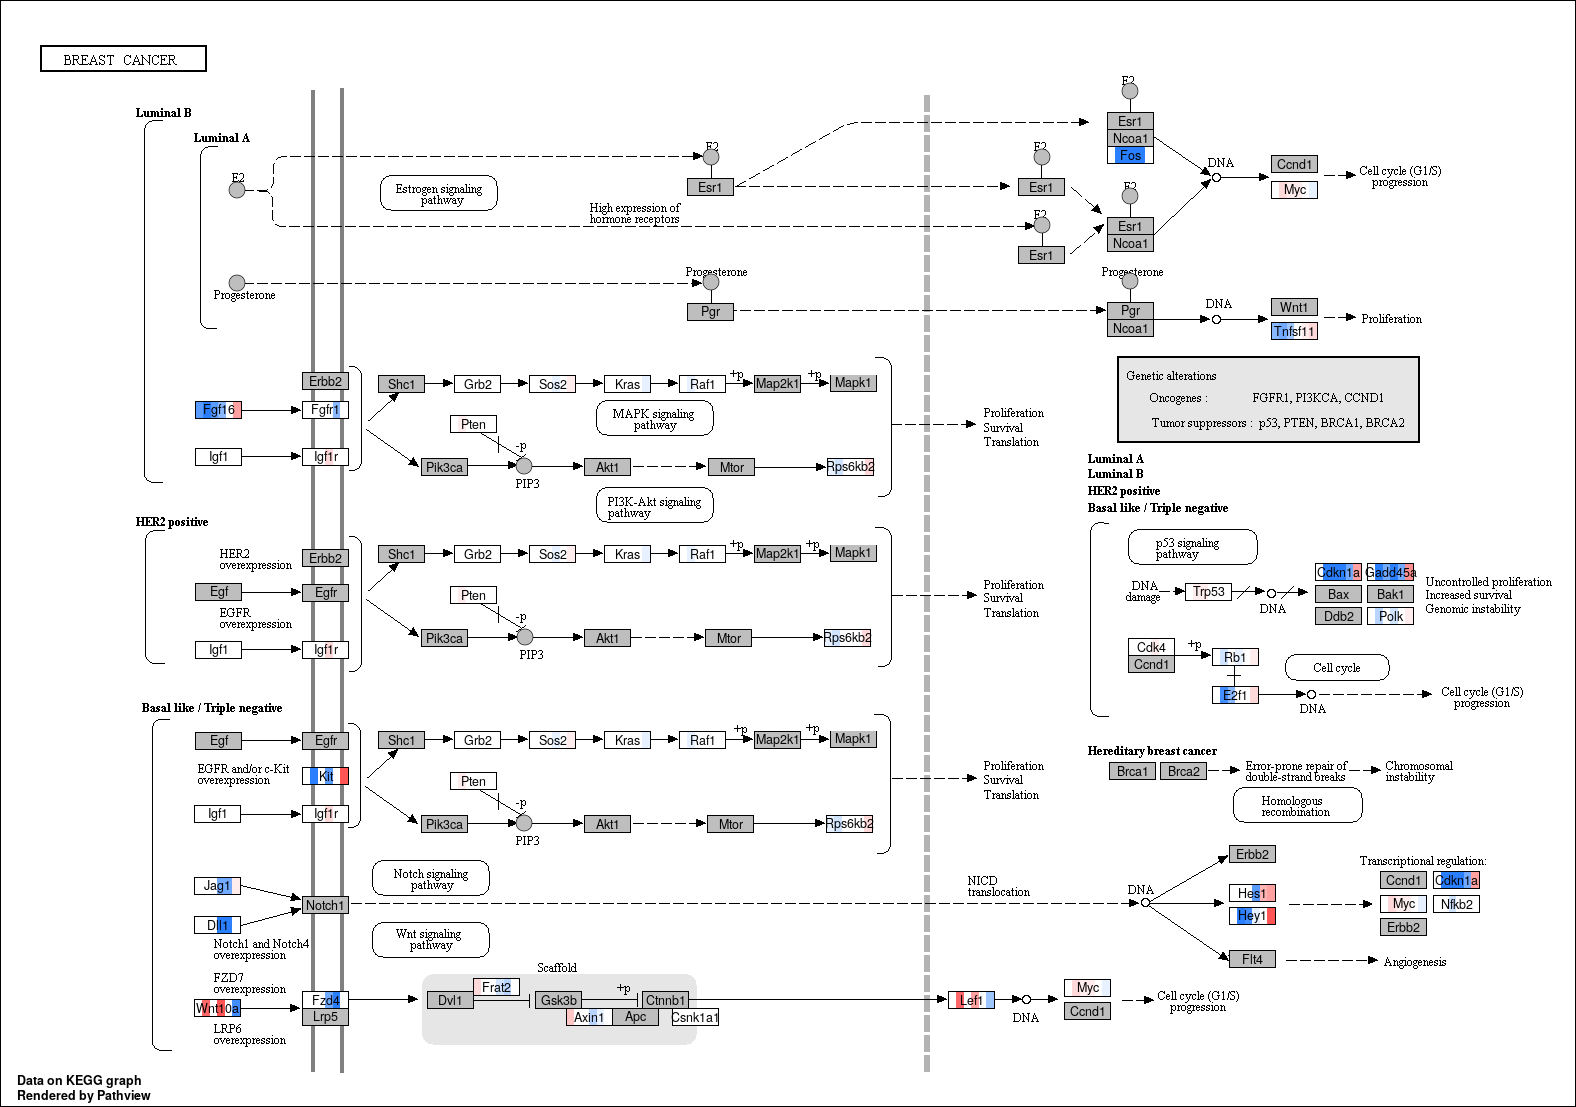 BREAST CANCER
Luminal B
Luminal A
E2
Estrogen signaling
pathway
High expression of
hormone receptors
E2
Esr1
E2
Esr1
E2
Esr1
E2
Esr1
Ncoa1
Fos
E2
Esr1
Ncoa1
DNA
Ccnd1
Myc
Cell cycle (G1/S)
progression
Progesterone
Progesterone
Pgr
Progesterone
Pgr
Ncoa1
DNA
Wnt1
Tnfsf11
Proliferation
Erbb2
Fgf16
Fgfr1
Igf1
Igf1r
Shc1
Grb2
Sos2
Kras
Raf1
+p
Map2k1
+p
Mapk1
MAPK signaling
pathway
Pten
-p
Pik3ca
PIP3
Akt1
Mtor
Rps6kb2
PI3K-Akt signaling
pathway
Proliferation
Survival
Translation
Genetic alterations
Oncogenes : FGFR1, PI3KCA, CCND1
Tumor suppressors : p53, PTEN, BRCA1, BRCA2
HER2 positive
HER2
overexpression
Erbb2
Egf
Egfr
EGFR
overexpression
Igf1
Igf1r
Shc1
Grb2
Sos2
Kras
Raf1
+p
Map2k1
+p
Mapk1
Pten
-p
Pik3ca
PIP3
Akt1
Mtor
Rps6kb2
Proliferation
Survival
Translation
Luminal A
Luminal B
HER2 positive
Basal like / Triple negative
p53 signaling
pathway
DNA
damage
Trp53
DNA
Cdkn1a
Gadd45a
Bax
Bak1
Ddb2
Polk
Uncontrolled proliferation
Increased survival
Genomic instability
Cdk4
Ccnd1
+p
Rb1
E2f1
Cell cycle
DNA
Cell cycle (G1/S)
progression
Basal like / Triple negative
Egf
Egfr
EGFR and/or c-Kit
overexpression
Kit
Igf1
Igf1r
Shc1
Grb2
Sos2
Kras
Raf1
+p
Map2k1
+p
Mapk1
Pten
-p
Pik3ca
PIP3
Akt1
Mtor
Rps6kb2
Proliferation
Survival
Translation
Hereditary breast cancer
Brca1
Brca2
Error-prone repair of
double-strand breaks
Chromosomal
instability
Homologous
recombination
Jag1
Dll1
Notch1
Notch1 and Notch4
overexpression
Notch signaling
pathway
NICD
translocation
DNA
Erbb2
Hes1
Hey1
Flt4
Transcriptional regulation:
Ccnd1
Cdkn1a
Myc
Nfkb2
Erbb2
Angiogenesis
Wnt signaling
pathway
FZD7
overexpression
Wnt10a
LRP6
overexpression
Fzd4
Lrp5
Scaffold
Dvl1
Frat2
Gsk3b
+p
Ctnnb1
Axin1
Apc
Csnk1a1
Lef1
DNA
Myc
Ccnd1
Cell cycle (G1/S)
progression
Data on KEGG graph
Rendered by Pathview